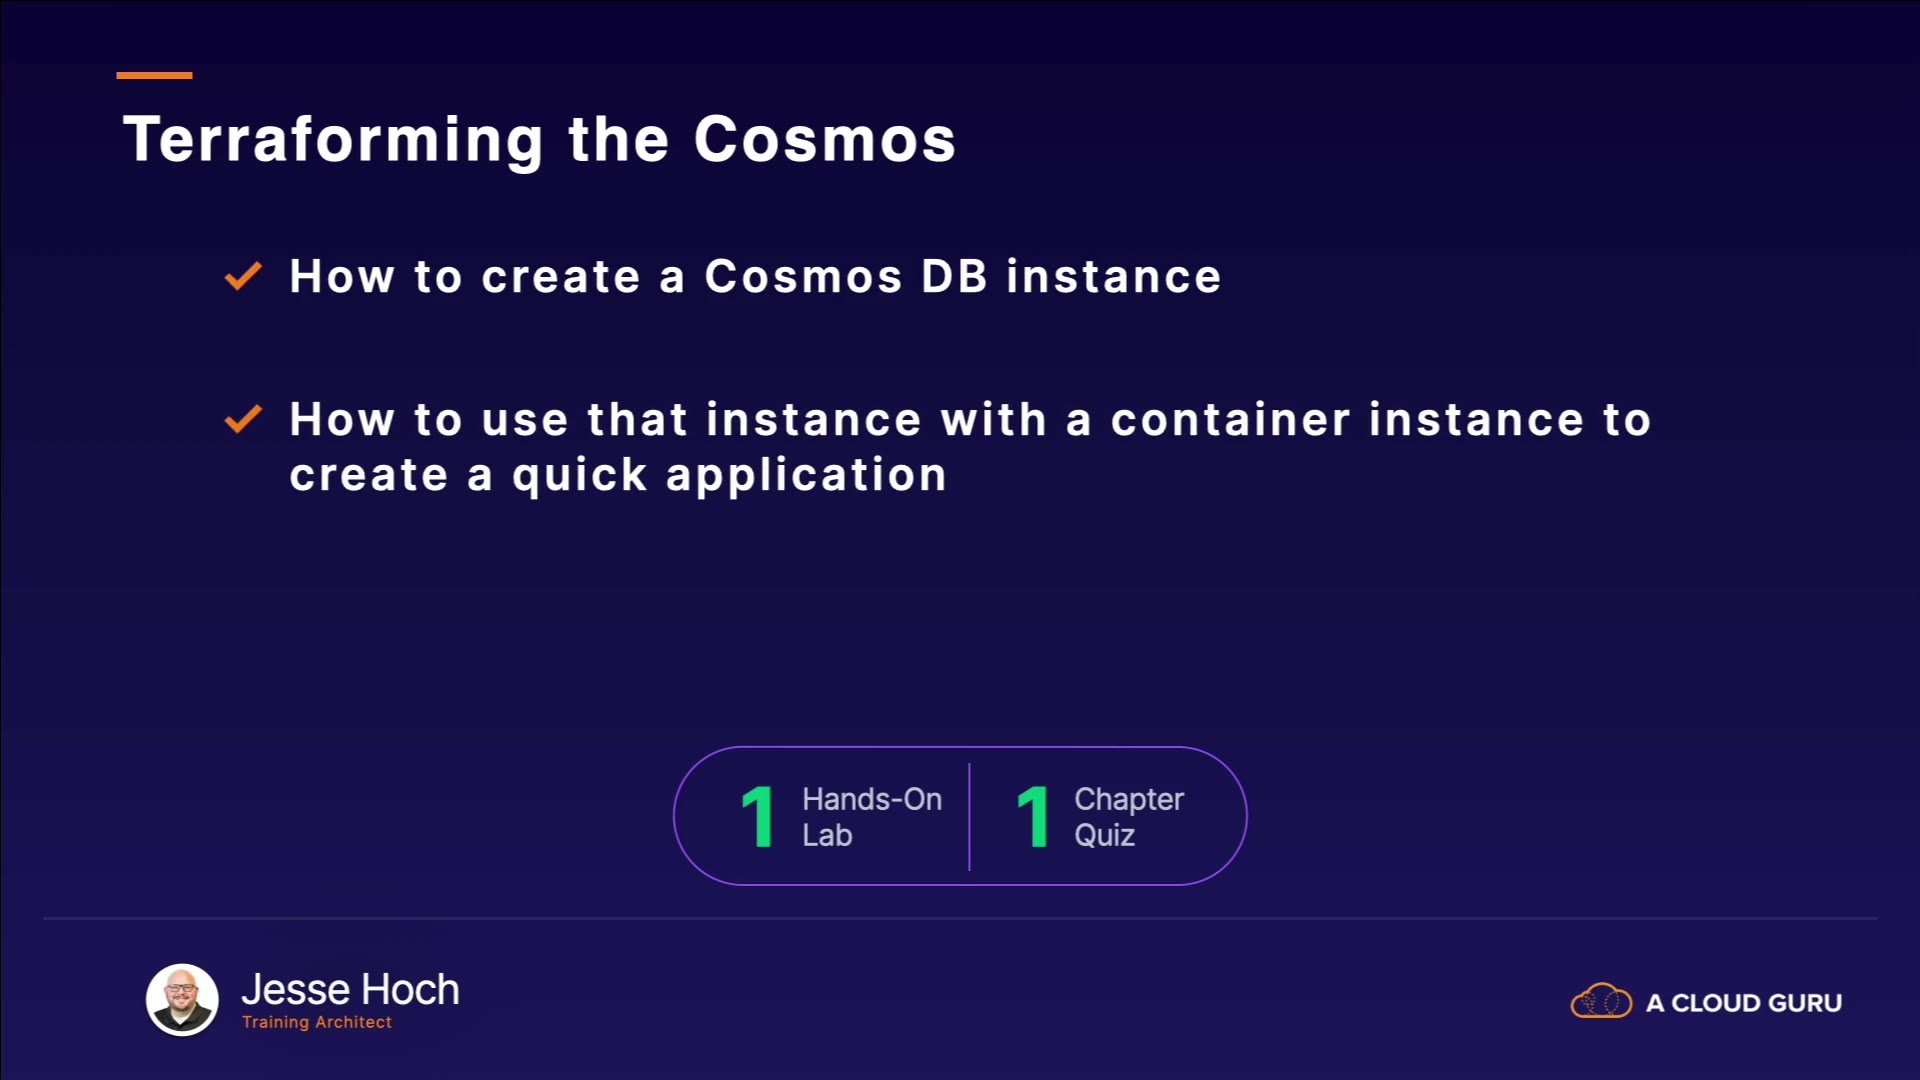 Terraforming the Cosmos
How to create a Cosmos DB instance
How to use that instance with a container instance to
create a quick application
1 Hands-On
Lab
1 Chapter
Quiz
Jesse Hoch
Training Architect
A CLOUD GURU